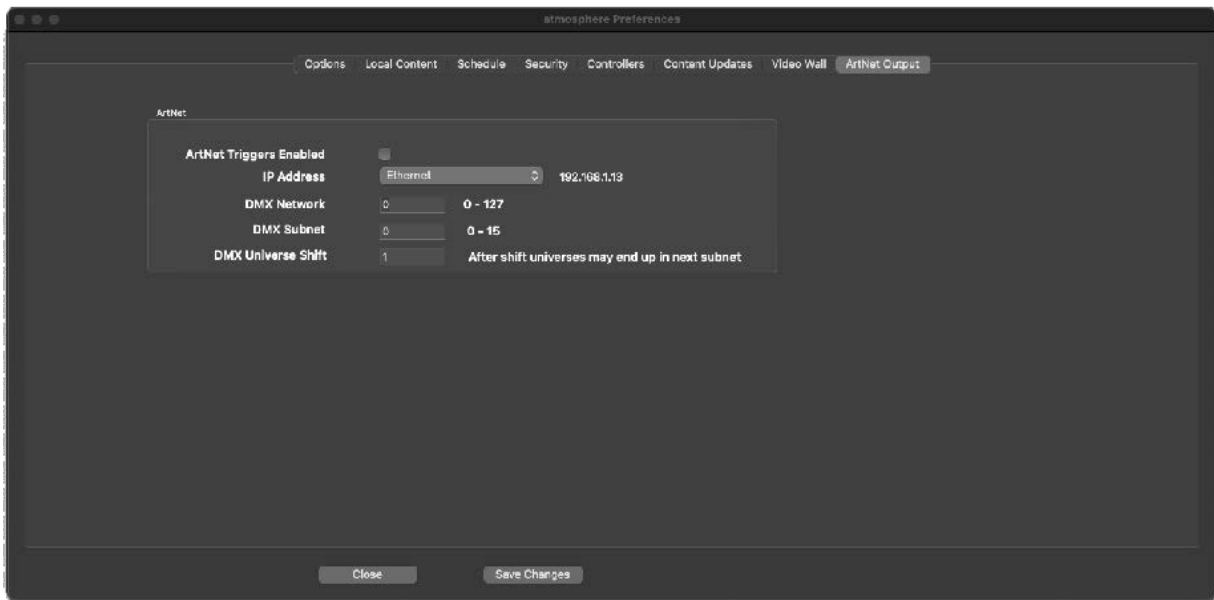 atmosphere Preferences
Options Local Content Schedule Security Controllers Content Updates Video Wall ArtNet Output
ArtNet
ArtNet Triggers Enabled
IP Address Ethernet 192.168.1.13
DMX Network 0 0 - 127
DMX Subnet 0 0 - 15
DMX Universe Shift 1 After shift universes may end up in next subnet
Close Save Changes